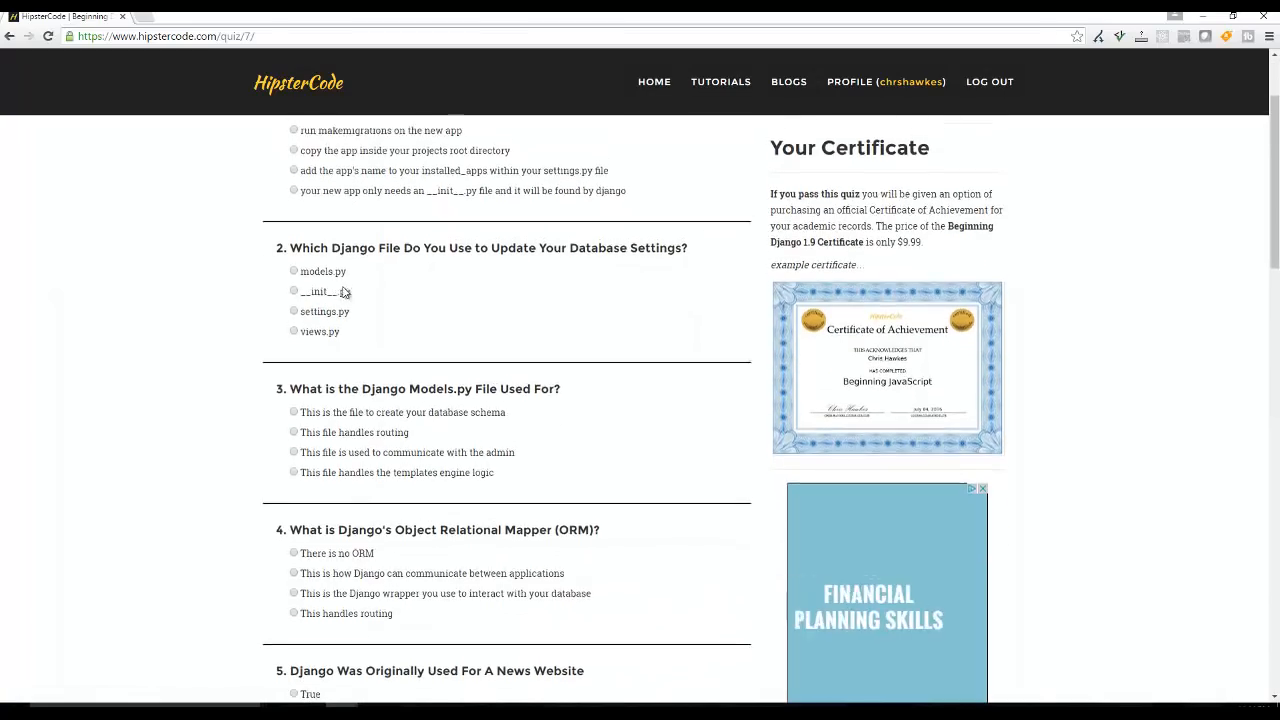 HipsterCode | Beginning
https://www.hipstercode.com/quiz/7/
HipsterCode
HOME TUTORIALS BLOGS PROFILE (chrshawkes) LOG OUT
run makemigrations on the new app
copy the app inside your projects root directory
add the app's name to your installed_apps within your settings.py file
your new app only needs an __init__.py file and it will be found by django
2. Which Django File Do You Use to Update Your Database Settings?
models.py
__init__
settings.py
views.py
3. What is the Django Models.py File Used For?
This is the file to create your database schema
This file handles routing
This file is used to communicate with the admin
This file handles the templates engine logic
4. What is Django's Object Relational Mapper (ORM)?
There is no ORM
This is how Django can communicate between applications
This is the Django wrapper you use to interact with your database
This handles routing
5. Django Was Originally Used For A News Website
True
Your Certificate
If you pass this quiz you will be given an option of
purchasing an official Certificate of Achievement for
your academic records. The price of the Beginning
Django 1.9 Certificate is only $9.99.
example certificate...
HipsterCode
Certificate of Achievement
THIS ACKNOWLEDGES THAT
Chris Hawkes
HAS COMPLETED
Beginning JavaScript
Chris Hawkes July 04, 2016
FINANCIAL
PLANNING SKILLS